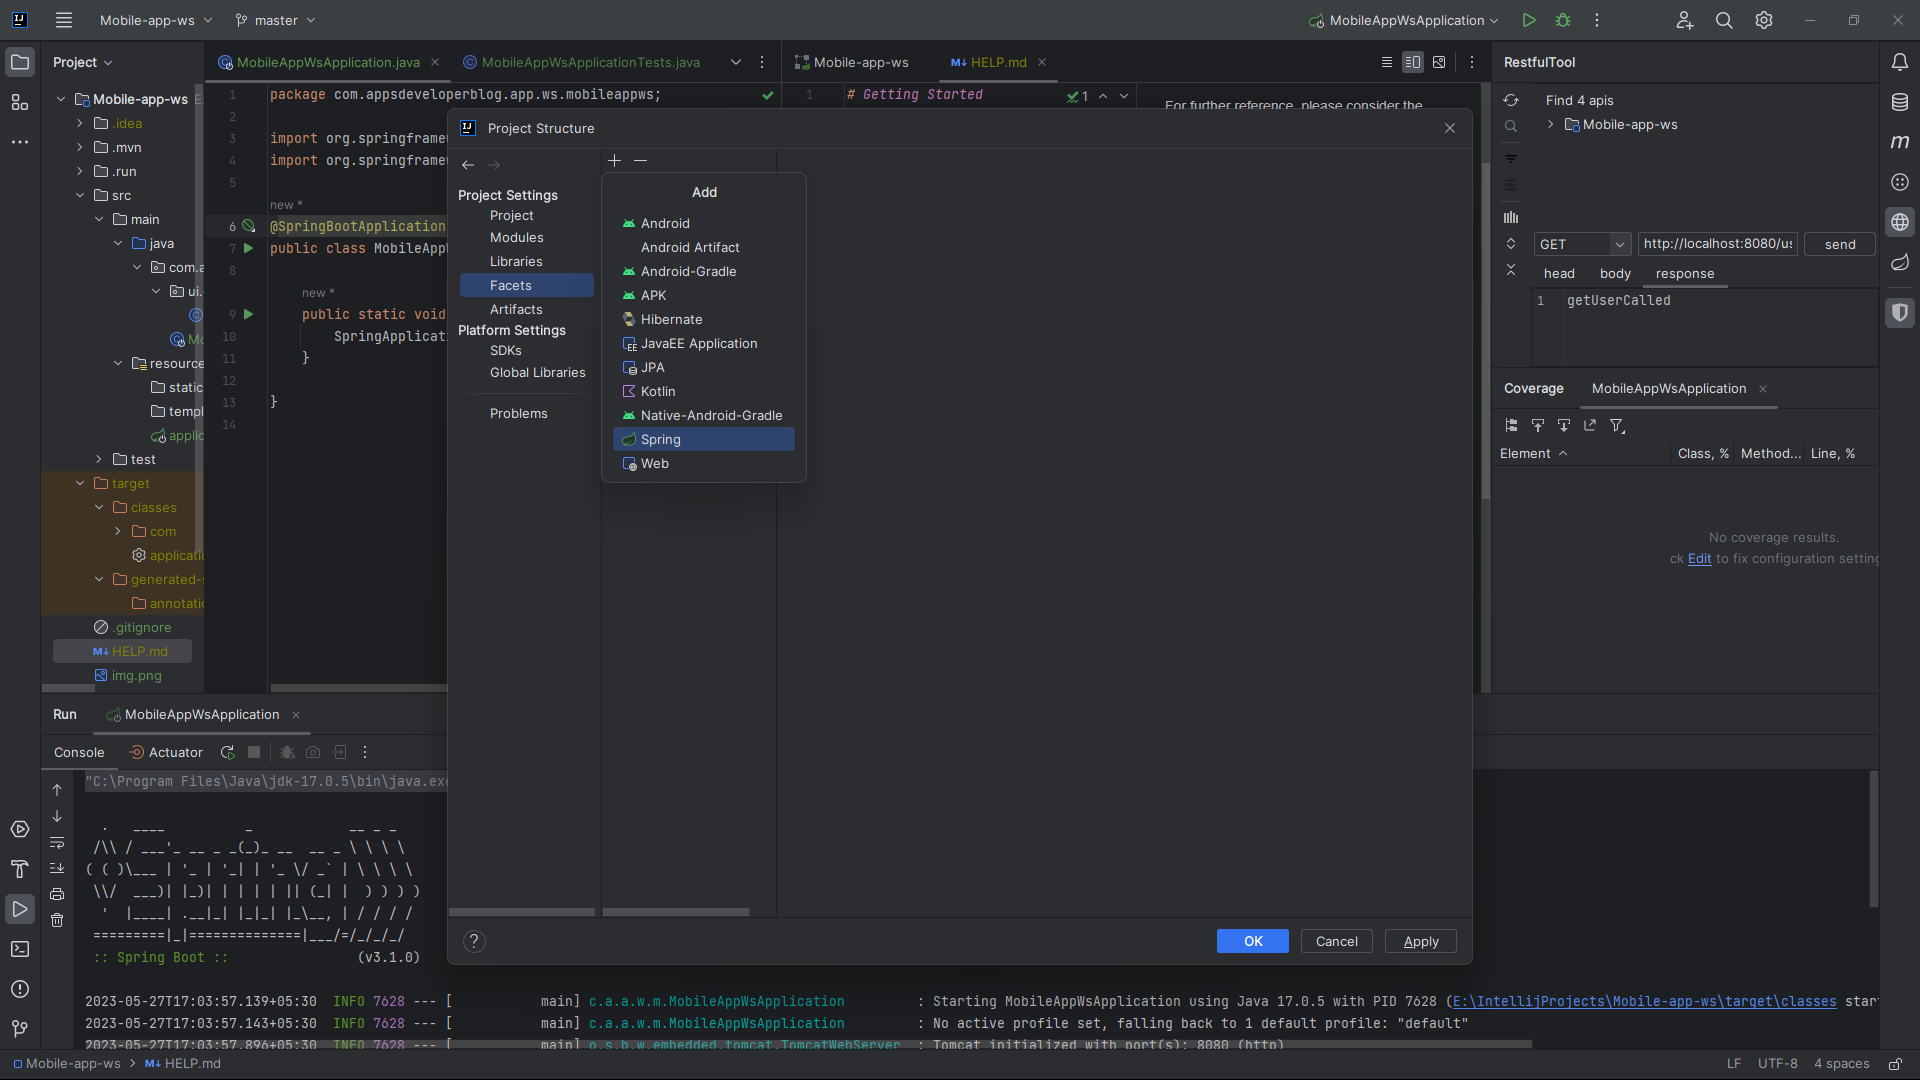 Mobile-app-ws
master
MobileAppWsApplication
Project
MobileAppWsApplication.java
MobileAppWsApplicationTests.java
Mobile-app-ws
HELP.md
RestfulTool
Mobile-app-ws
.idea
.mvn
.run
src
main
java
com.a
ui.
resource
static
templ
applic
test
target
classes
com
applicatio
generated-s
annotatio
.gitignore
HELP.md
img.png
1 package com.appsdeveloperblog.app.ws.mobileappws;
2
3 import org.springframew
4 import org.springframew
5
new *
6 @SpringBootApplication
7 public class MobileAppW
8
new *
9 public static void
10 SpringApplicati
11 }
12
13 }
14
1 # Getting Started
1
For further reference, please consider the
Project Structure
Project Settings
Project
Modules
Libraries
Facets
Artifacts
Platform Settings
SDKs
Global Libraries
Problems
Add
Android
Android Artifact
Android-Gradle
APK
Hibernate
JavaEE Application
JPA
Kotlin
Native-Android-Gradle
Spring
Web
OK
Cancel
Apply
Find 4 apis
Mobile-app-ws
GET
http://localhost:8080/us
send
head
body
response
1 getUserCalled
Coverage
MobileAppWsApplication
Element
Class, %
Method...
Line, %
No coverage results.
ck Edit to fix configuration setting
Run
MobileAppWsApplication
Console
Actuator
"C:\Program Files\Java\jdk-17.0.5\bin\java.exe
  .   ____          _            __ _ _
 /\\ / ___'_ __ _ _(_)_ __  __ _ \ \ \ \
( ( )\___ | '_ | '_| | '_ \/ _` | \ \ \ \
 \\/  ___)| |_)| | | | | || (_| |  ) ) ) )
  '  |____| .__|_| |_|_| |_\__, | / / / /
 =========|_|==============|___/=/_/_/_/
 :: Spring Boot ::                (v3.1.0)
2023-05-27T17:03:57.139+05:30  INFO 7628 --- [           main] c.a.a.w.m.MobileAppWsApplication         : Starting MobileAppWsApplication using Java 17.0.5 with PID 7628 (E:\IntellijProjects\Mobile-app-ws\target\classes star
2023-05-27T17:03:57.143+05:30  INFO 7628 --- [           main] c.a.a.w.m.MobileAppWsApplication         : No active profile set, falling back to 1 default profile: "default"
2023-05-27T17:03:57.896+05:30  INFO 7628 --- [           main] o.s.b.w.embedded.tomcat.TomcatWebServer  : Tomcat initialized with port(s): 8080 (http)
Mobile-app-ws
HELP.md
LF
UTF-8
4 spaces